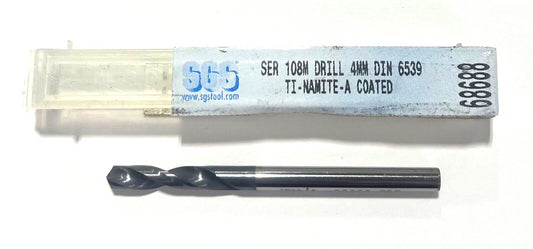 SGS
www.sgstool.com
SER 108M DRILL 4MM DIN 6539
TI-NAMITE-A COATED
68688